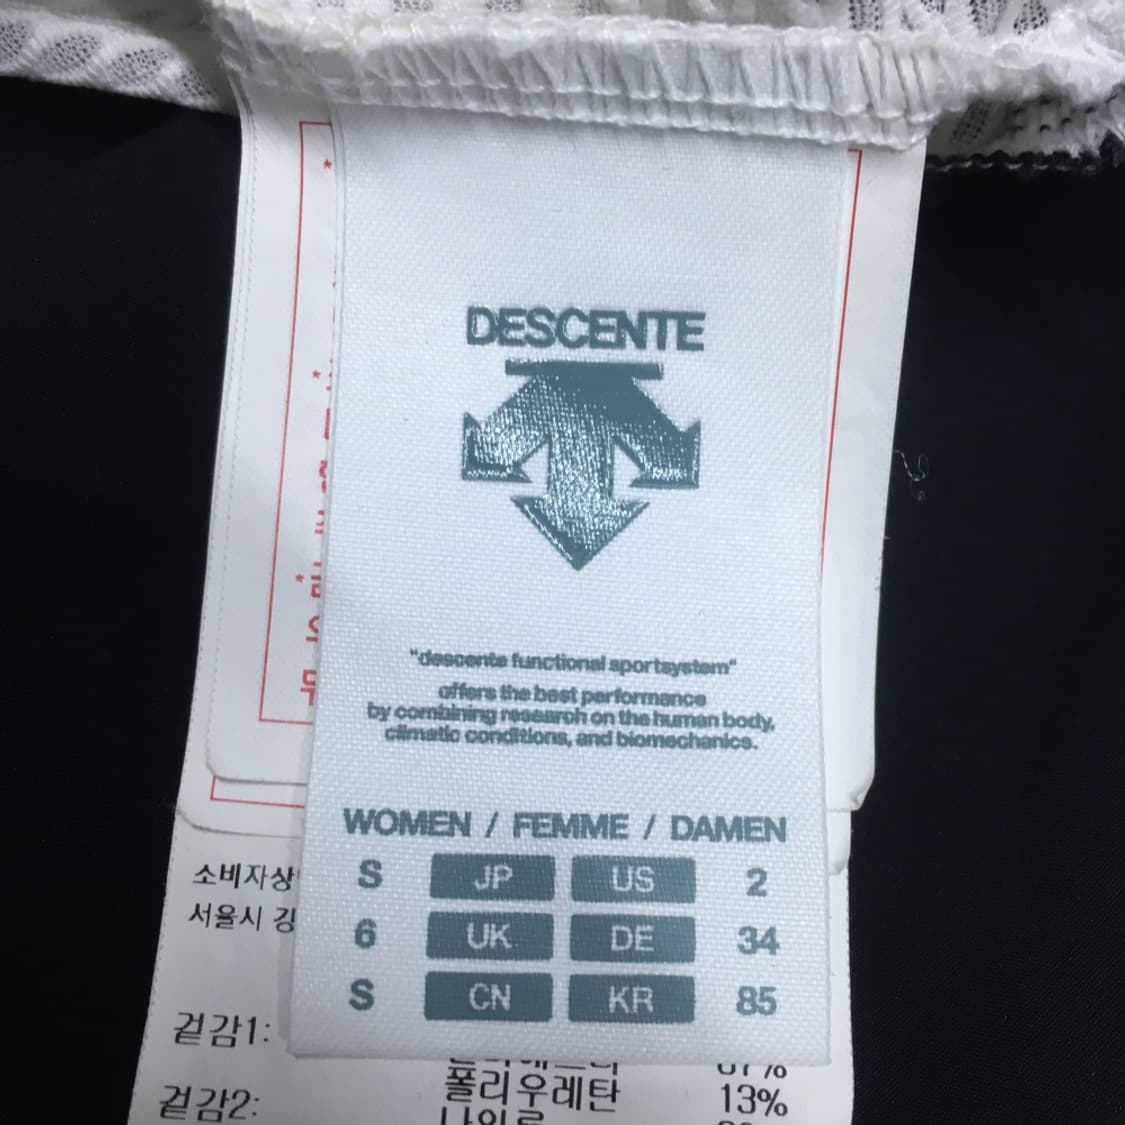 DESCENTE
"descente functional sportsystem"
offers the best performance
by combining research on the human body,
climatic conditions, and biomechanics.
WOMEN / FEMME / DAMEN
S JP US 2
6 UK DE 34
S CN KR 85
소비자상
서울시
겉감1:
폴리우레탄 13%
겉감2: